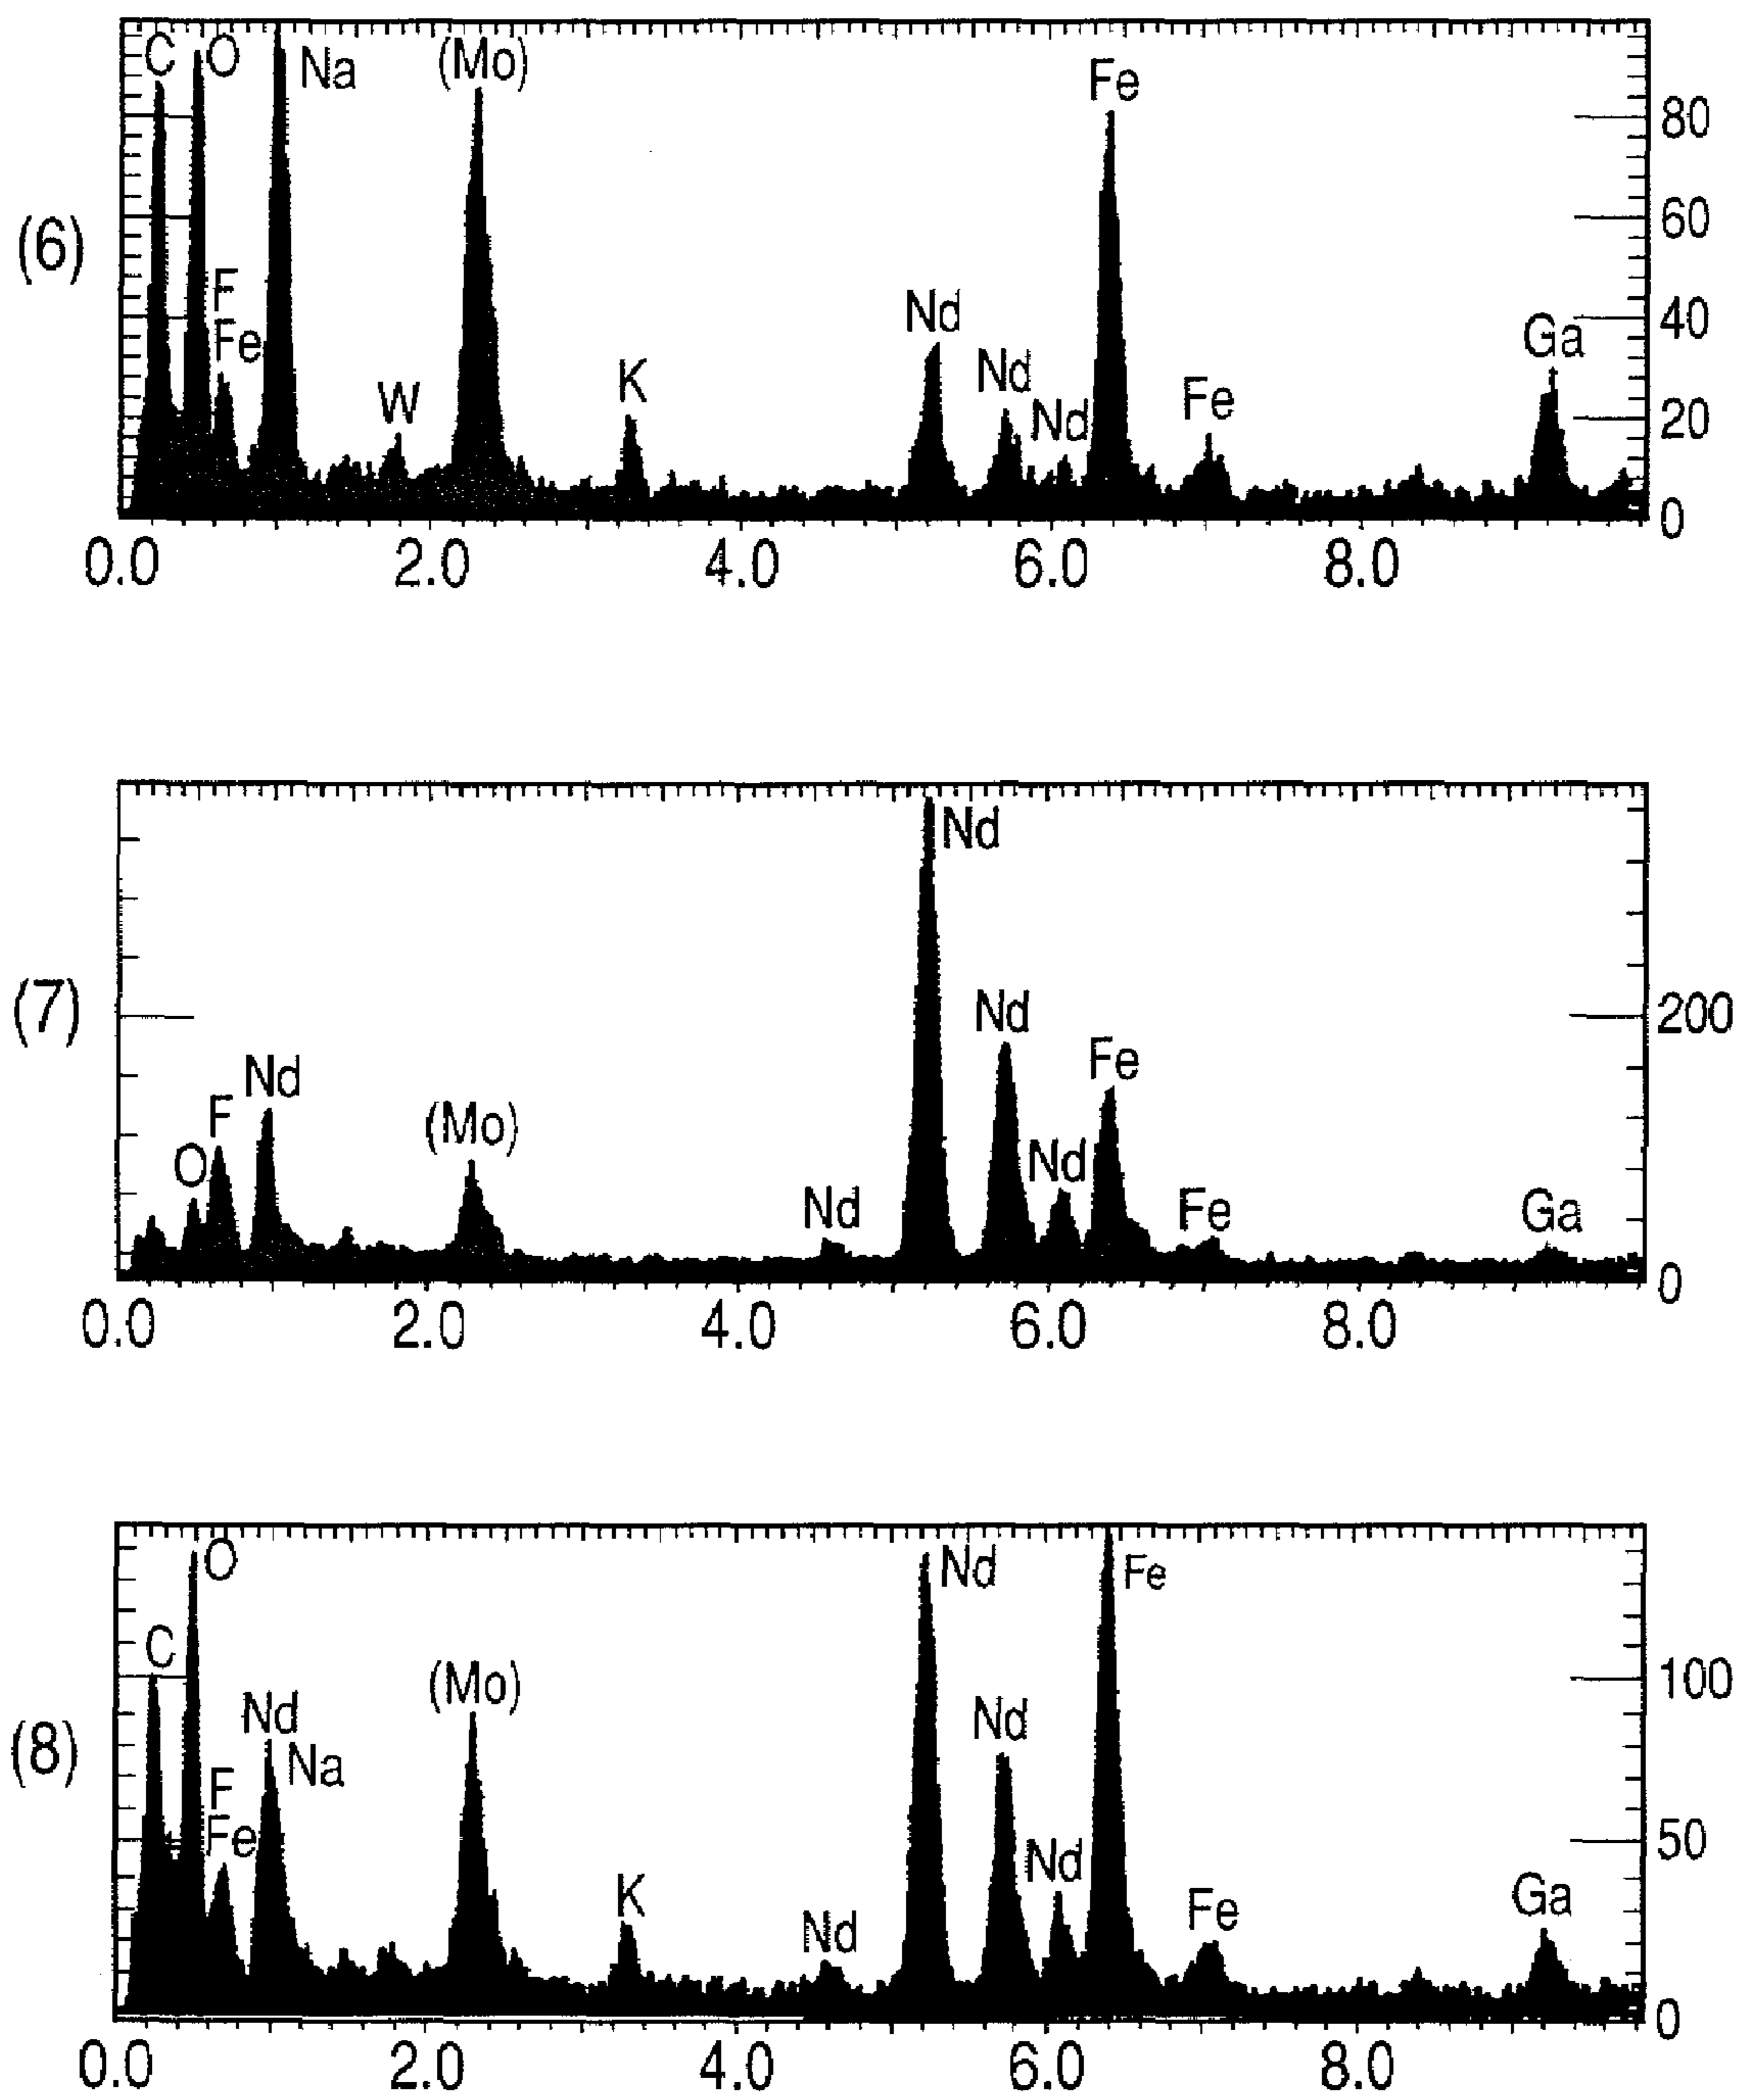 C O Na (Mo) Fe
80
(6) 60
F Nd 40
Fe W K Nd Nd Fe Ga
20
0
0.0 2.0 4.0 6.0 8.0
Nd
(7) Nd 200
Nd Fe
F (Mo)
O Nd Nd Fe Ga
0
0.0 2.0 4.0 6.0 8.0
O Nd Fe
C
(Mo) 100
Nd Nd
(8) Na
F
Fe Nd 50
K Nd Fe Ga
0
0.0 2.0 4.0 6.0 8.0